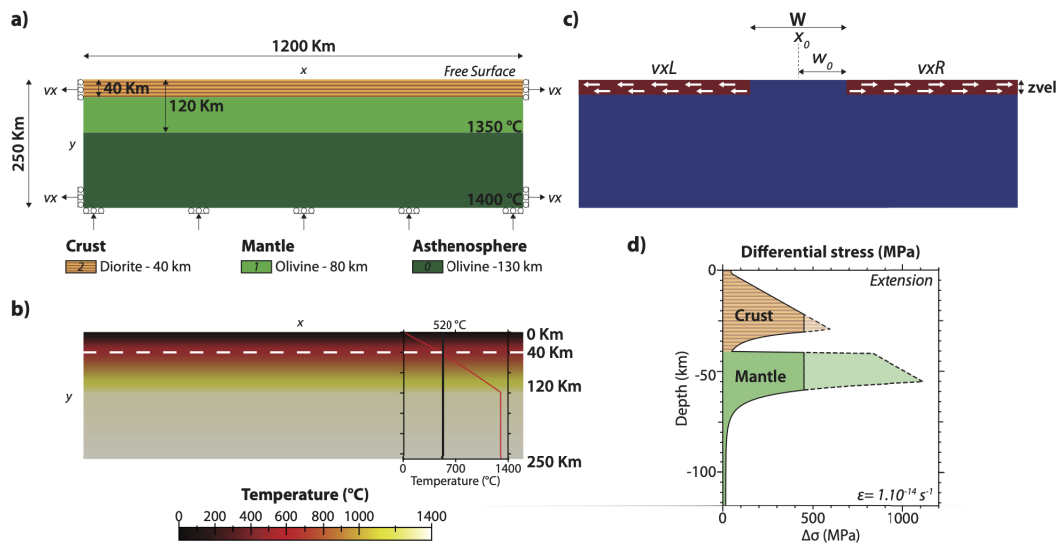 a)
1200 Km
x
Free Surface
vx
40 Km
vx
120 Km
250 Km
y
1350 °C
vx
1400 °C
vx
Crust
2 Diorite - 40 km
Mantle
1 Olivine - 80 km
Asthenosphere
0 Olivine -130 km
b)
x
520 °C
0 Km
40 Km
120 Km
y
250 Km
0 700 1400
Temperature (°C)
Temperature (°C)
0 200 400 600 800 1000 1200 1400
c)
W
x0
w0
vxL
vxR
zvel
d)
Differential stress (MPa)
0
Extension
Crust
Mantle
-50
Depth (km)
-100
ε= 1.10-14 s-1
0 500 1000
Δσ (MPa)